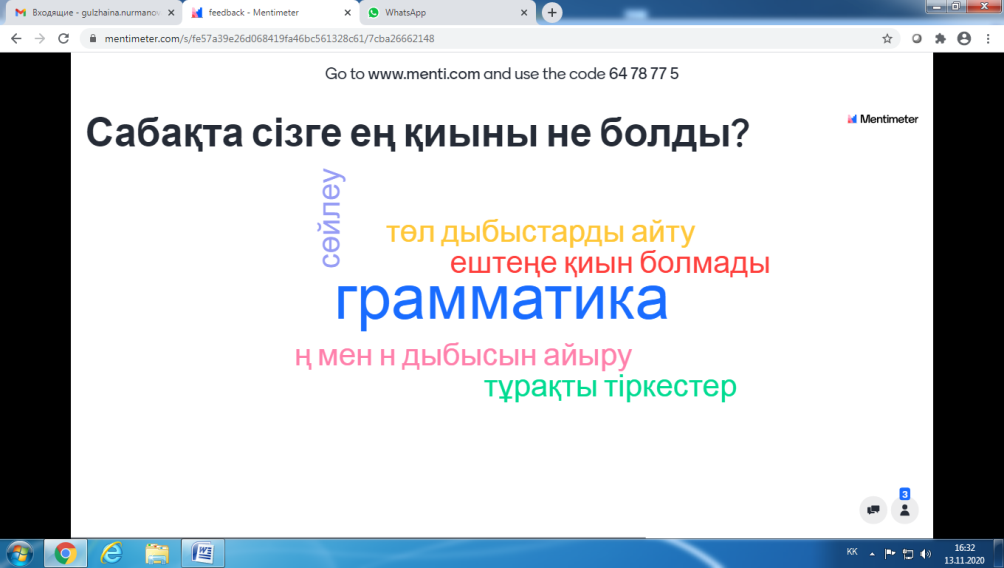 Входящие - gulzhaina.nurmanov
feedback - Mentimeter
WhatsApp
mentimeter.com/s/fe57a39e26d068419fa46bc561328c61/7cba26662148
Go to www.menti.com and use the code 64 78 77 5
Сабақта сізге ең қиыны не болды?
Mentimeter
сөйлеу
төл дыбыстарды айту
ештеңе қиын болмады
грамматика
ң мен н дыбысын айыру
тұрақты тіркестер
3
KK
16:32
13.11.2020